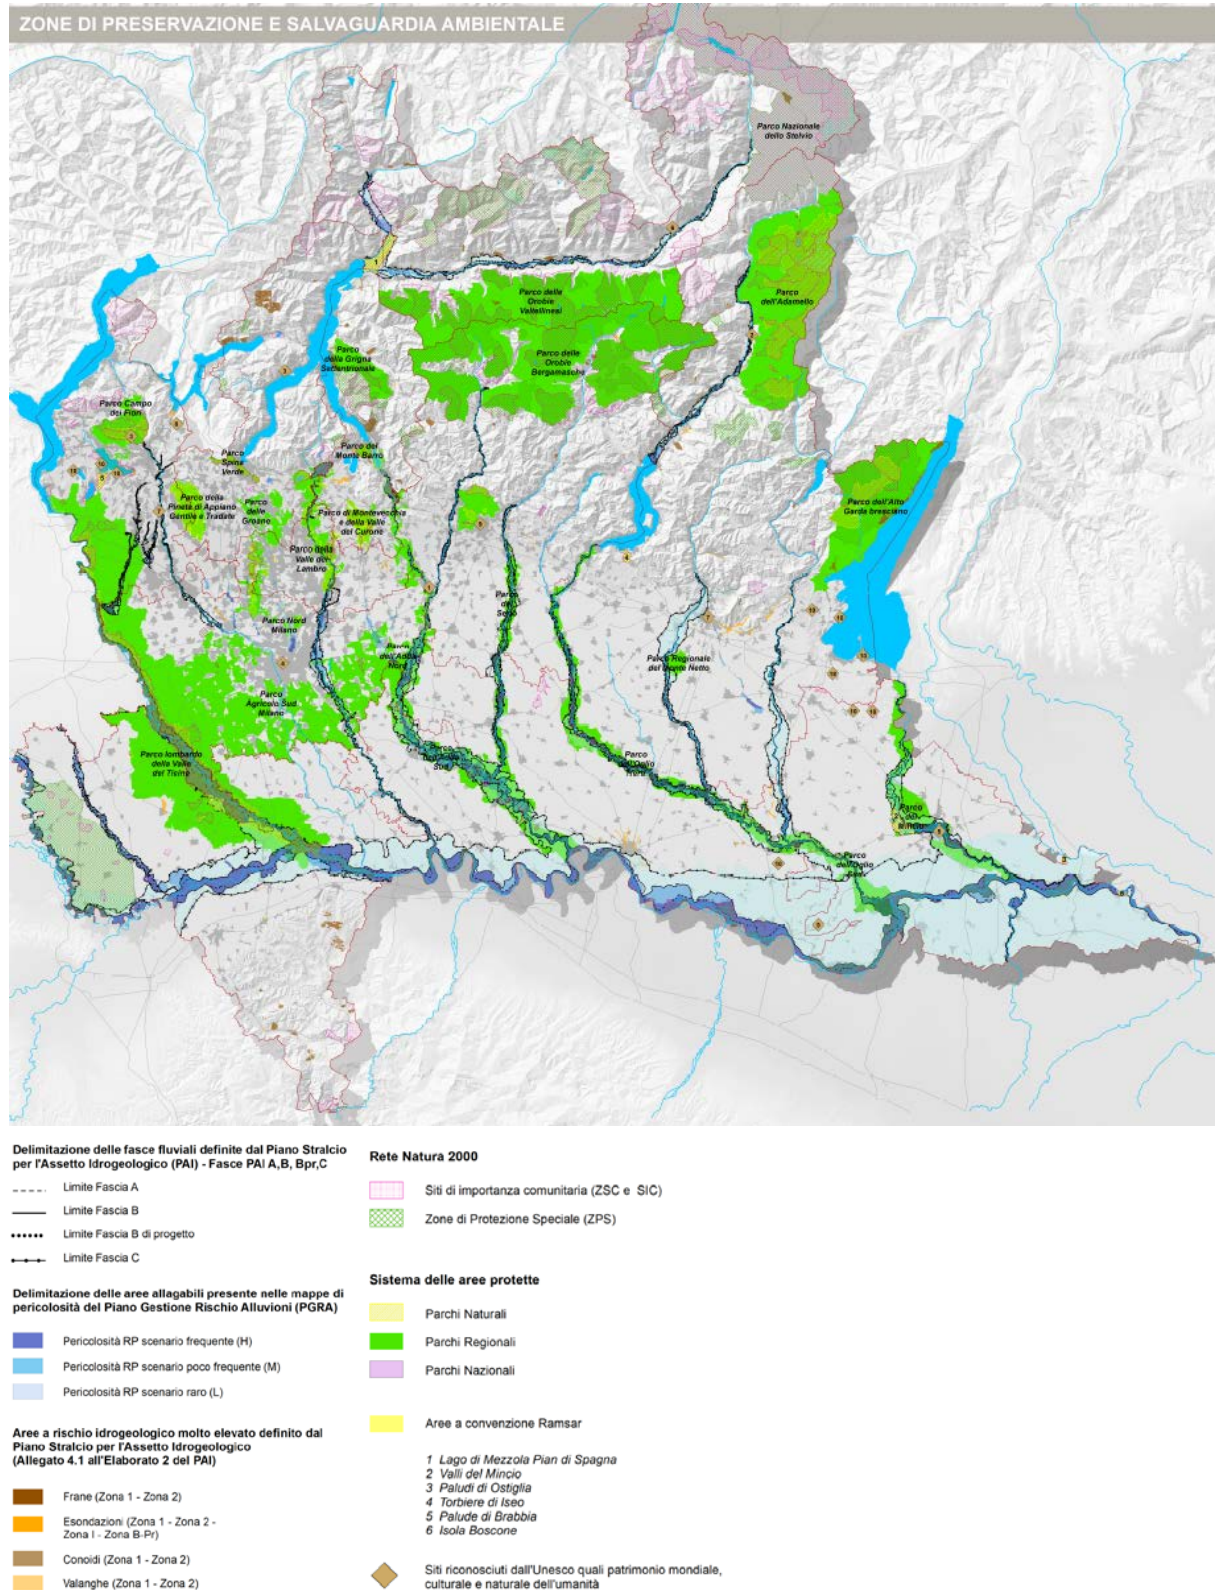 ZONE DI PRESERVAZIONE E SALVAGUARDIA AMBIENTALE
Parco Nazionale
dello Stelvio
Parco
dell'Adamello
Parco delle
Orobie
Valtellinesi
Parco delle
Orobie
Bergamasche
Parco
della Grigna
Settentrionale
Parco Campo
dei Fiori
Parco
Spina
Verde
Parco del
Monte Barro
Parco della
Pineta di Appiano
Gentile e Tradate
Parco
delle
Groane
Parco di Montevecchia
e della Valle
del Curone
Parco dell'Alto
Garda bresciano
Parco della
Valle del
Lambro
Parco
del
Serio
Parco Nord
Milano
Parco
dell'Adda
Nord
Parco Regionale
del Monte Netto
Parco
Agricolo Sud
Milano
Parco lombardo
della Valle
del Ticino
Parco
dell'Adda
Sud
Parco
dell'Oglio
Nord
Parco
del
Mincio
Parco
dell'Oglio
Sud
Delimitazione delle fasce fluviali definite dal Piano Stralcio
per l'Assetto Idrogeologico (PAI) - Fasce PAI A,B, Bpr,C
Limite Fascia A
Limite Fascia B
Limite Fascia B di progetto
Limite Fascia C
Delimitazione delle aree allagabili presente nelle mappe di
pericolosità del Piano Gestione Rischio Alluvioni (PGRA)
Pericolosità RP scenario frequente (H)
Pericolosità RP scenario poco frequente (M)
Pericolosità RP scenario raro (L)
Aree a rischio idrogeologico molto elevato definito dal
Piano Stralcio per l'Assetto Idrogeologico
(Allegato 4.1 all'Elaborato 2 del PAI)
Frane (Zona 1 - Zona 2)
Esondazioni (Zona 1 - Zona 2 -
Zona I - Zona B-Pr)
Conoidi (Zona 1 - Zona 2)
Valanghe (Zona 1 - Zona 2)
Rete Natura 2000
Siti di importanza comunitaria (ZSC e SIC)
Zone di Protezione Speciale (ZPS)
Sistema delle aree protette
Parchi Naturali
Parchi Regionali
Parchi Nazionali
Aree a convenzione Ramsar
1 Lago di Mezzola Pian di Spagna
2 Valli del Mincio
3 Paludi di Ostiglia
4 Torbiere di Iseo
5 Palude di Brabbia
6 Isola Boscone
Siti riconosciuti dall'Unesco quali patrimonio mondiale,
culturale e naturale dell'umanità